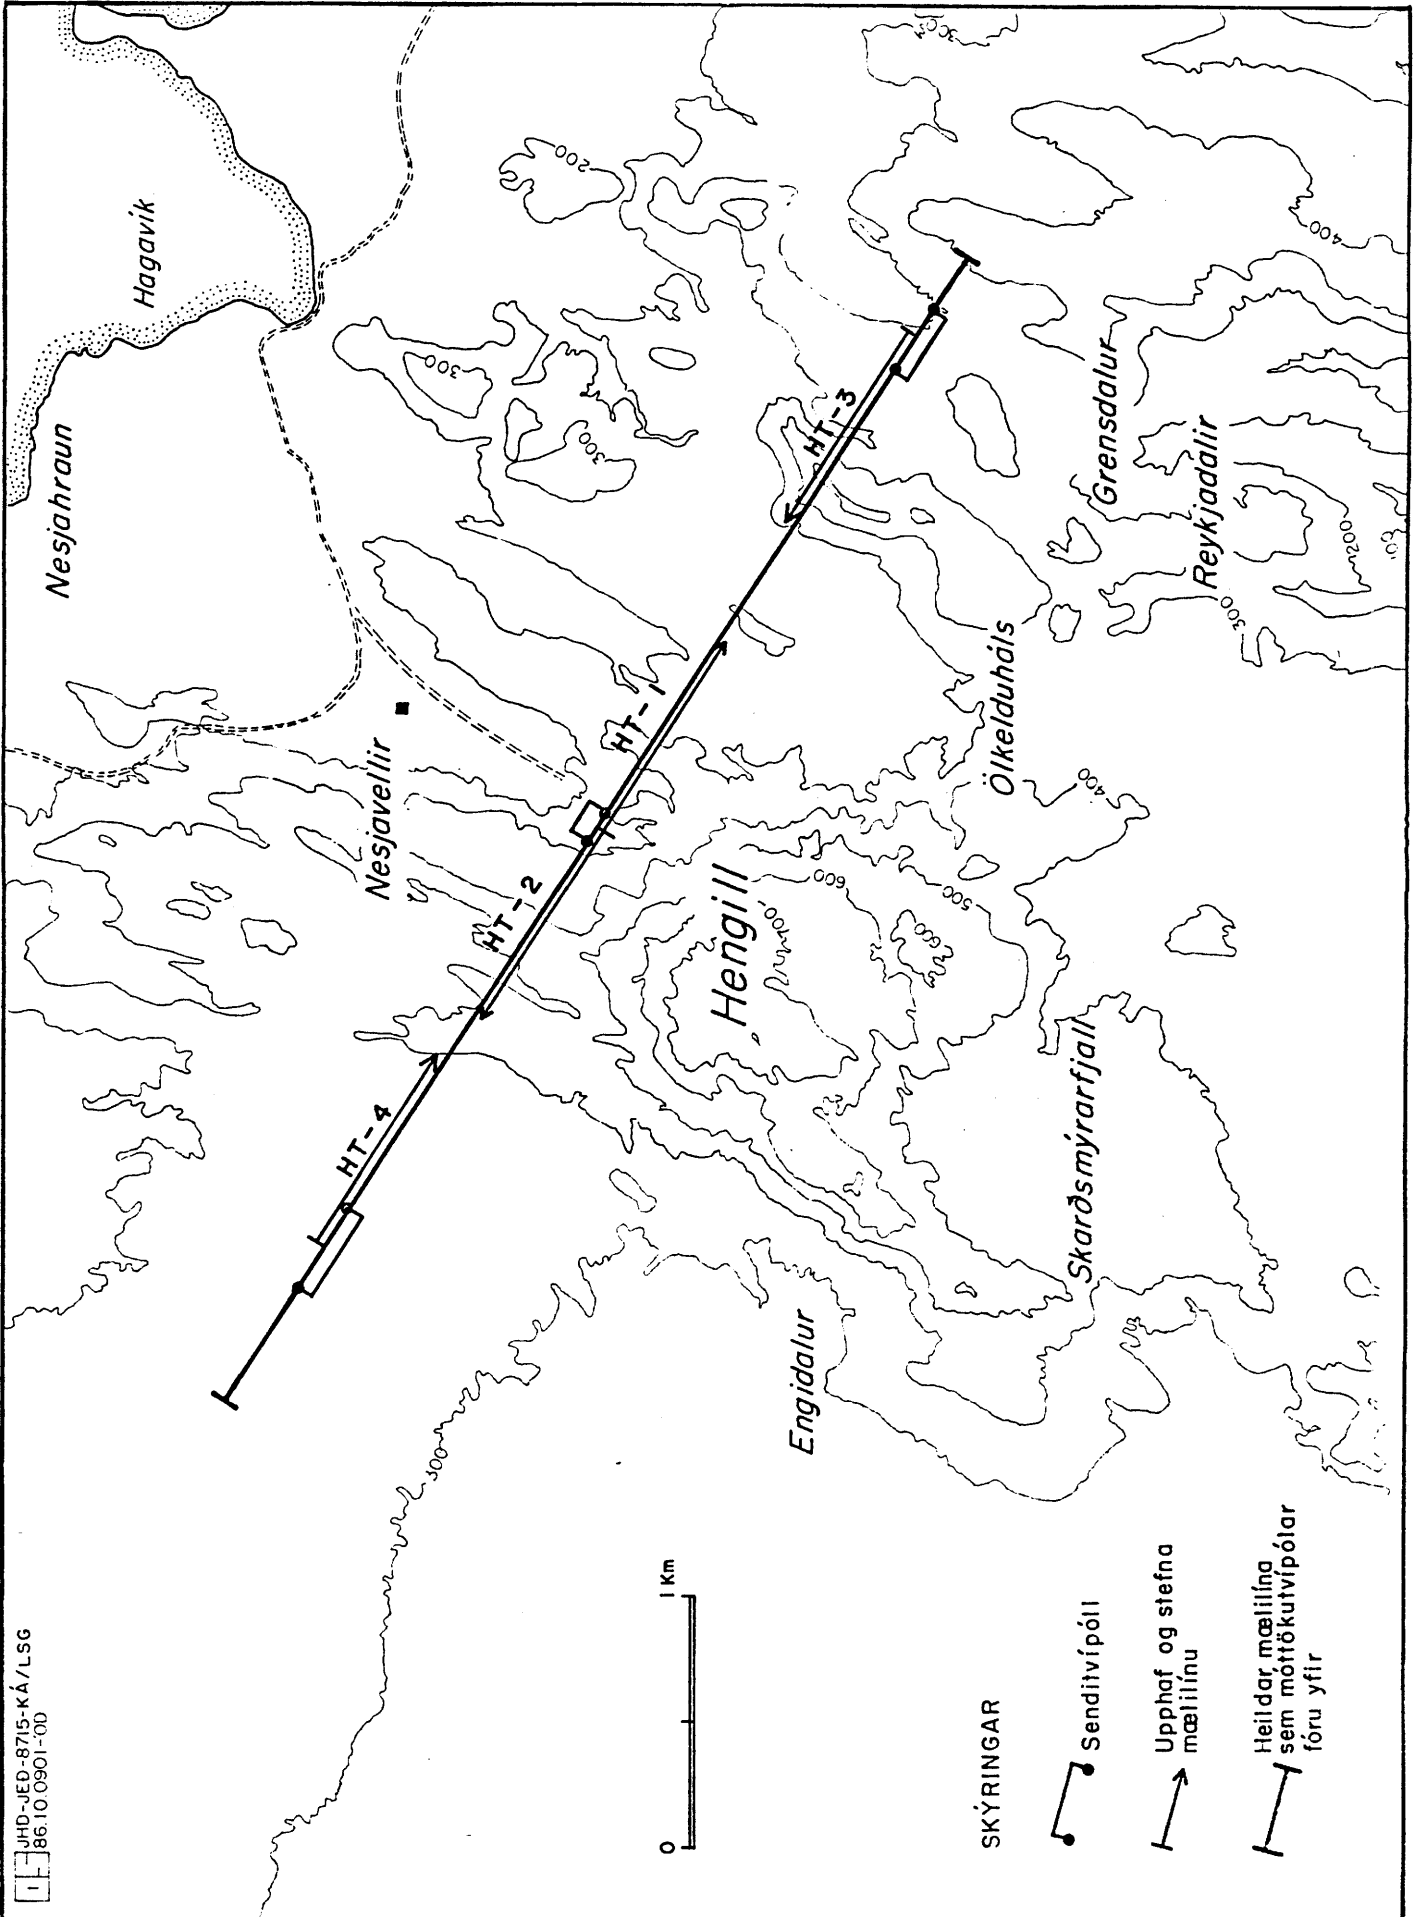 JHD-JED-8715-KÁ/LSG
86.10.0901-OD
Nesjahraun
Hagavík
Nesjavellir
Hengill
Ölkelduháls
Grensdalur
Reykjadalir
Skarðsmýrarfjall
Engidalur
HT-4
HT-2
HT-1
HT-3
300
200
300
300
400
300
200
400
500
600
600
300
0
1 Km
SKÝRINGAR
Senditvípóll
Upphaf og stefna
mælilínu
Heildar mælilína
sem móttökutvípólar
fóru yfir